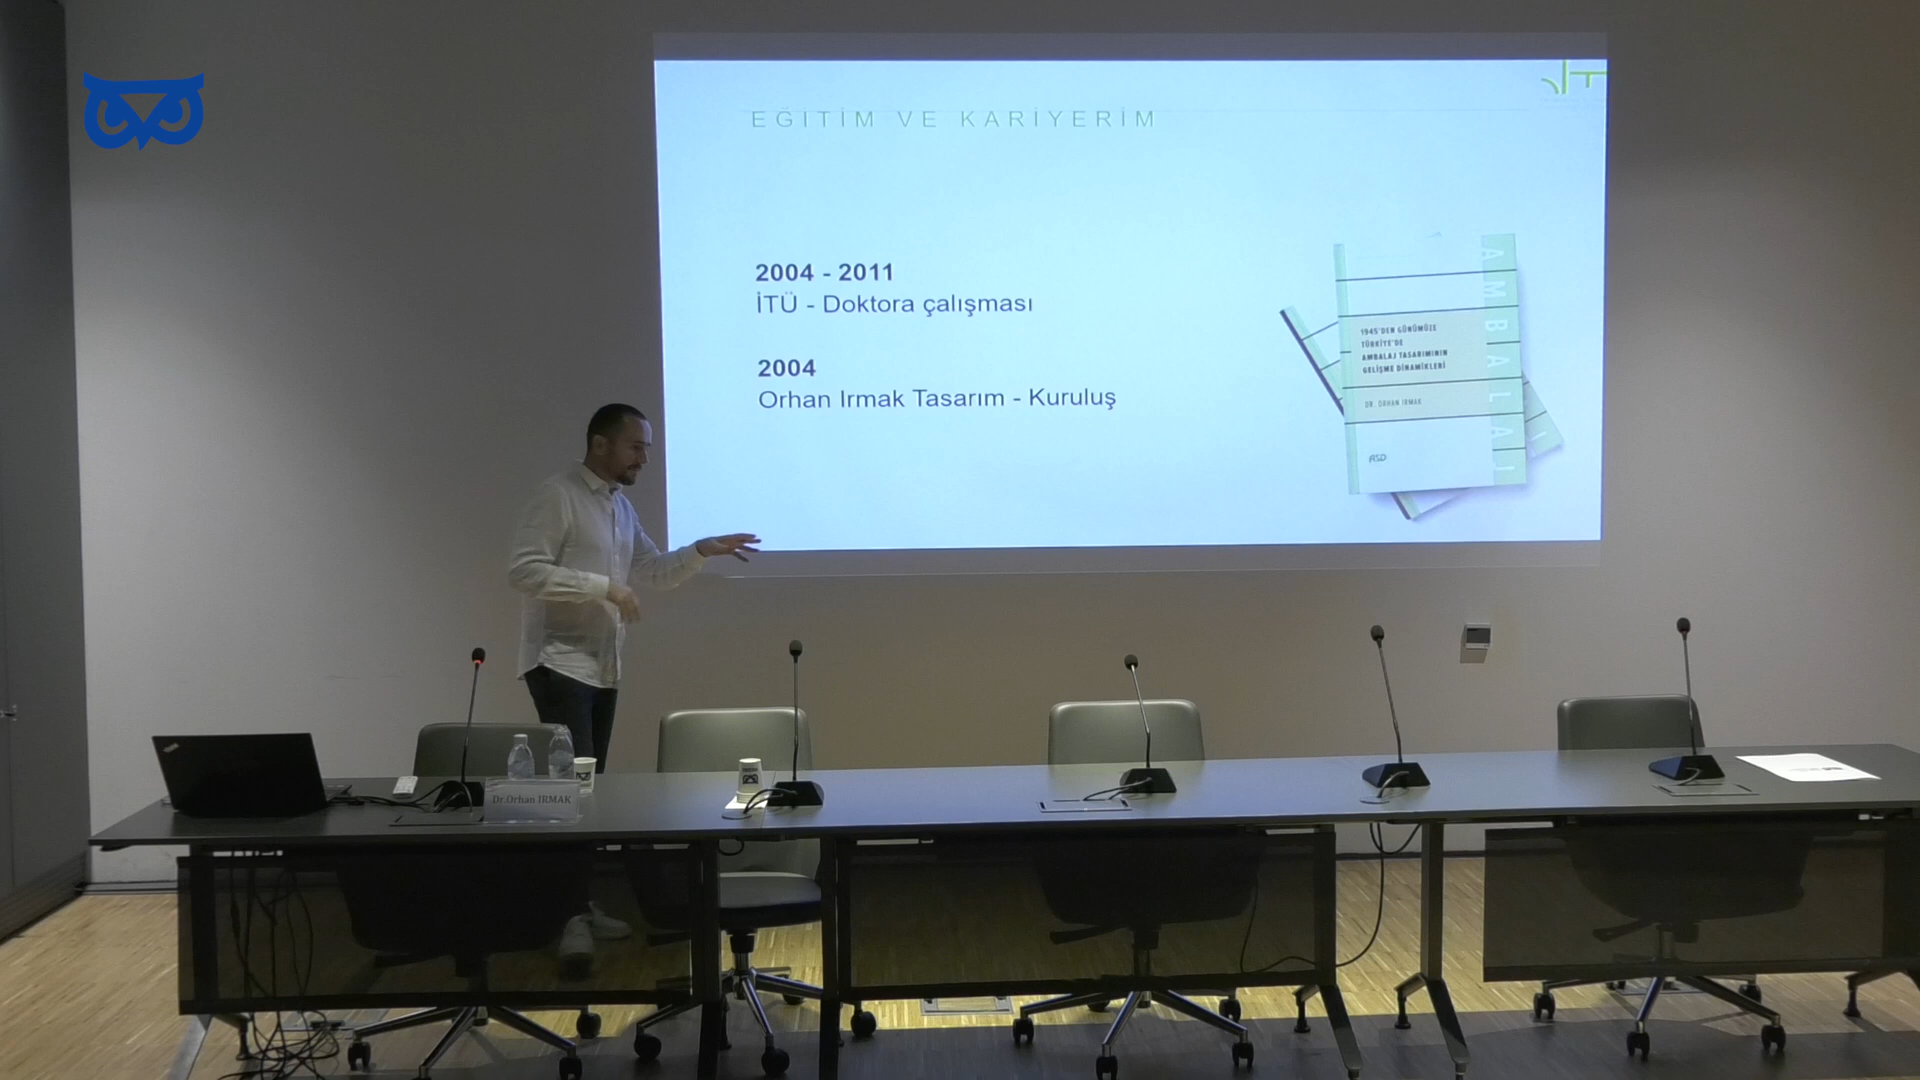 EĞİTİM VE KARİYERİM
2004 - 2011
İTÜ - Doktora çalışması
2004
Orhan Irmak Tasarım - Kuruluş
AMBALAJ
1945'DEN GÜNÜMÜZE
TÜRKİYE'DE
AMBALAJ TASARIMININ
GELİŞME DİNAMİKLERİ
DR. ORHAN IRMAK
ASD
Dr.Orhan IRMAK